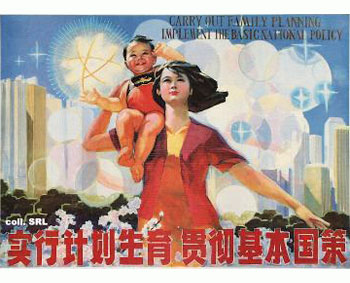 CARRY OUT FAMILY PLANNING
IMPLEMENT THE BASIC NATIONAL POLICY
coll. SRL
实行计划生育 贯彻基本国策